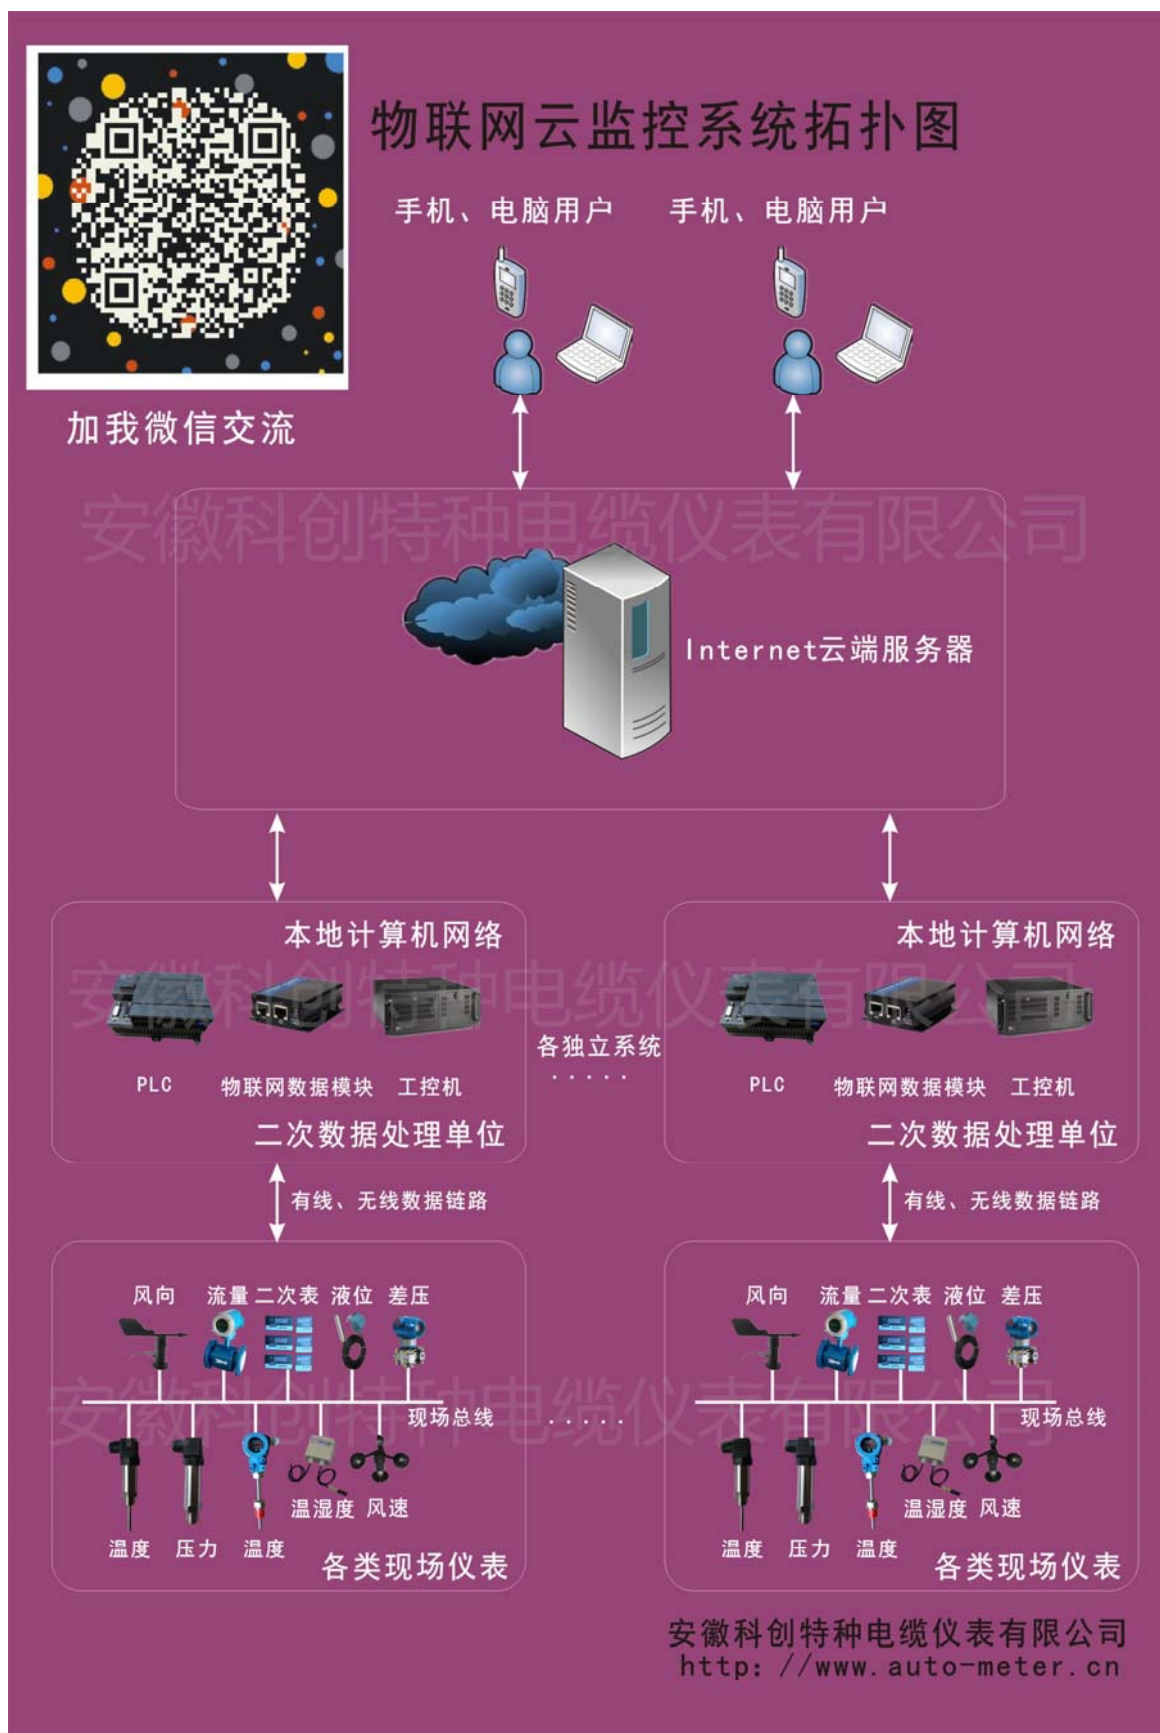 物联网云监控系统拓扑图
手机、电脑用户
手机、电脑用户
加我微信交流
安徽科创特种电缆仪表有限公司
Internet云端服务器
本地计算机网络
本地计算机网络
安徽科创特种电缆仪表有限公司
各独立系统
·····
PLC
物联网数据模块
工控机
PLC
物联网数据模块
工控机
二次数据处理单位
二次数据处理单位
有线、无线数据链路
有线、无线数据链路
风向
流量
二次表
液位
差压
风向
流量
二次表
液位
差压
安徽科创特种电缆仪表有限公司
现场总线
·····
现场总线
温湿度
风速
温湿度
风速
温度
压力
温度
温度
压力
温度
各类现场仪表
各类现场仪表
安徽科创特种电缆仪表有限公司
http: //www.auto-meter.cn